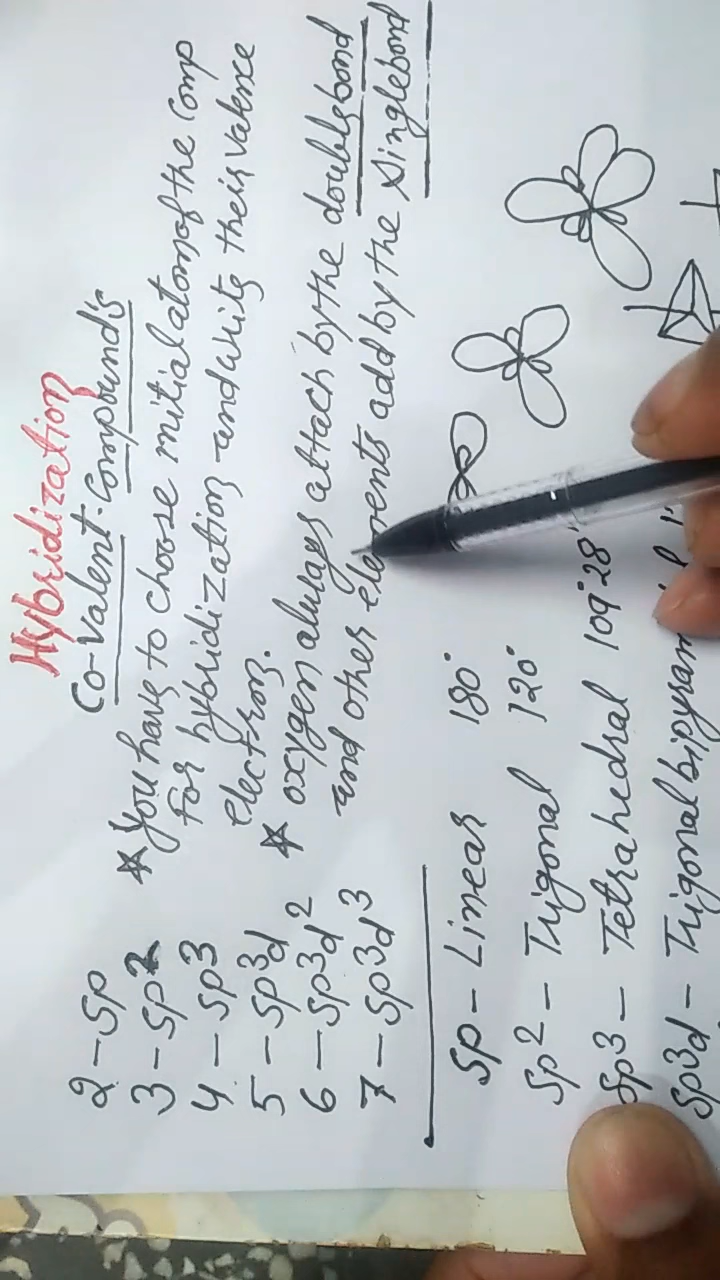 Hybridization
Co-Valent-Compound's
2-SP
3-SP2
4-SP3
5-SP3d
6-SP3d2
7-SP3d3
* You have to choose initial atom of the Comp
For hybridization and write their valence
electron.
* oxygen always attach by the double bond
and other elements add by the single bond
SP - Linear 180°
SP2 - Trigonal 120°
SP3 - Tetrahedral 109°28'
SP3d - Trigonal bipyram